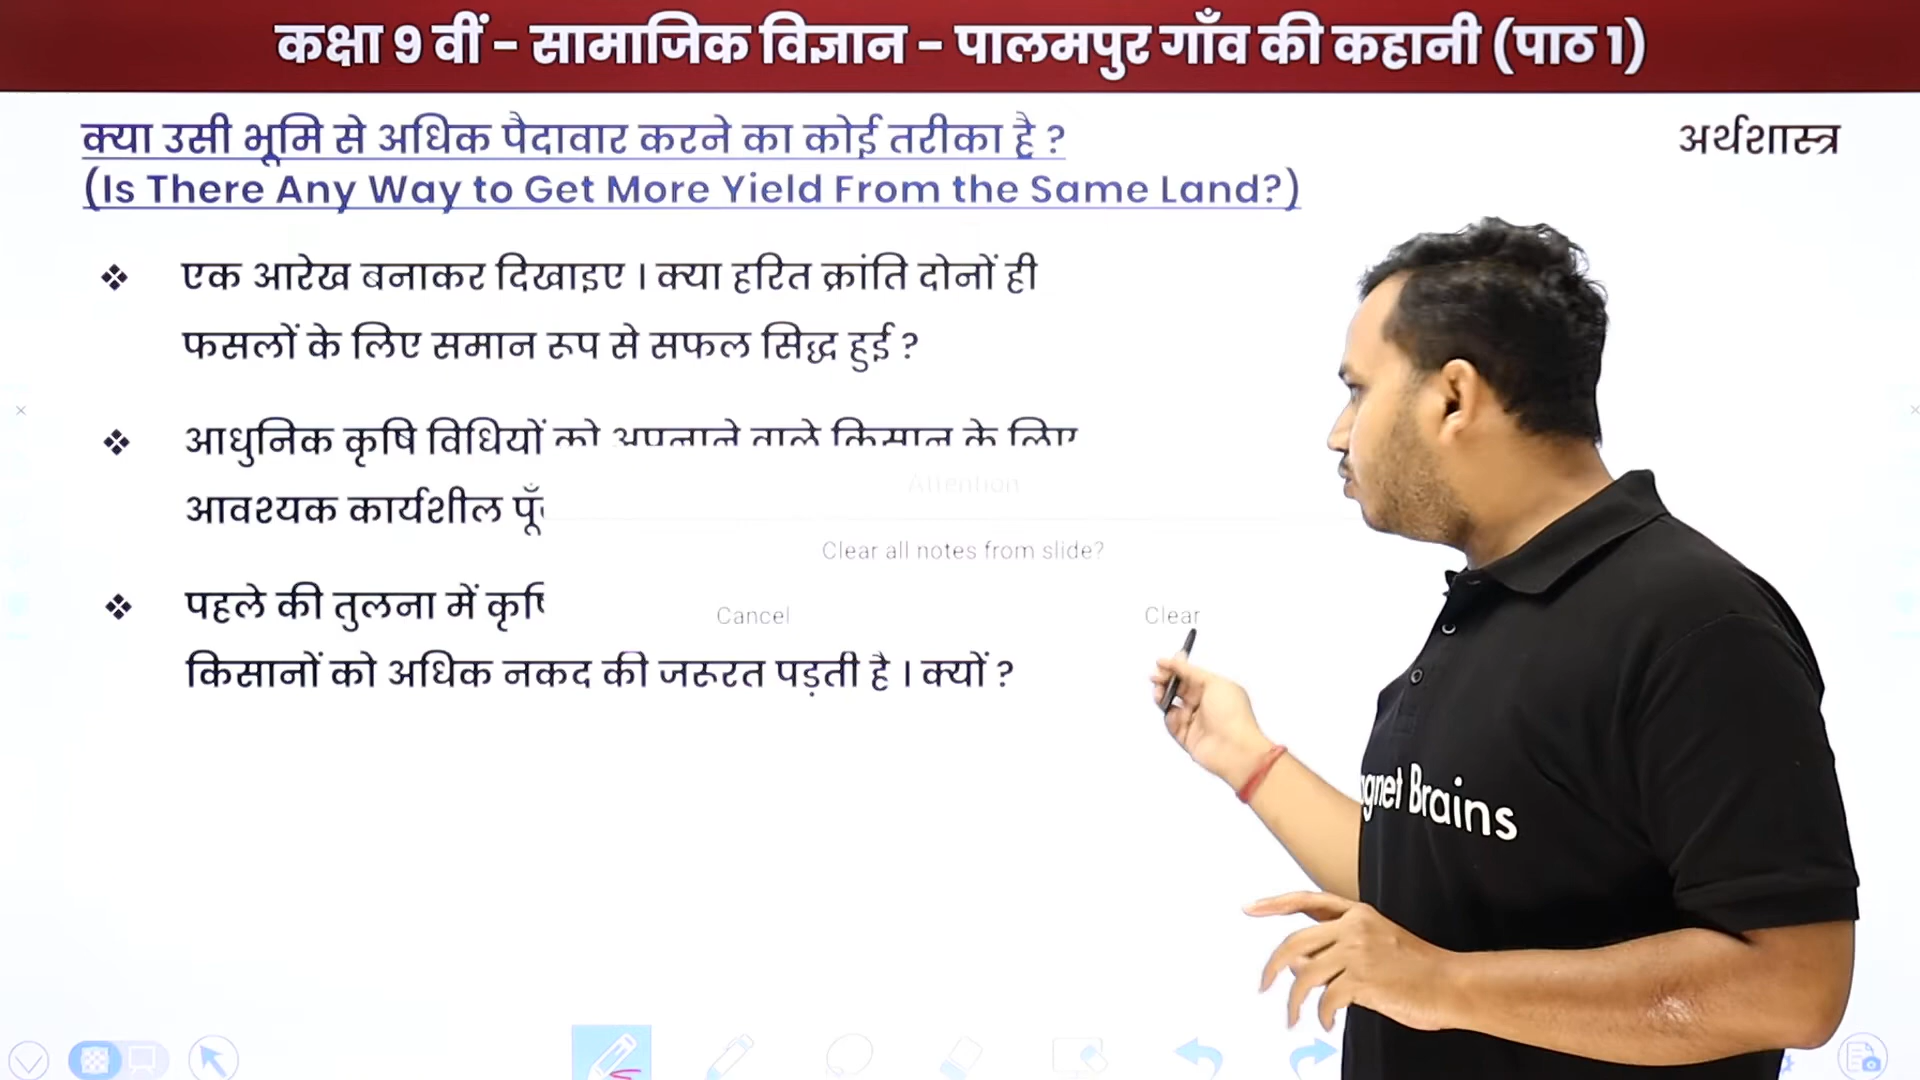 कक्षा 9 वीं - सामाजिक विज्ञान - पालमपुर गाँव की कहानी (पाठ 1)
क्या उसी भूमि से अधिक पैदावार करने का कोई तरीका है ?
अर्थशास्त्र
(Is There Any Way to Get More Yield From the Same Land?)
❖ एक आरेख बनाकर दिखाइए । क्या हरित क्रांति दोनों ही
फसलों के लिए समान रूप से सफल सिद्ध हुई ?
❖ आधुनिक कृषि विधियों को अपनाने वाले किसान के लिए
Attention
आवश्यक कार्यशील
Clear all notes from slide?
❖ पहले की तुलना में
Cancel
Clear
किसानों को अधिक नकद की जरूरत पड़ती है । क्यों ?
gnet Brains